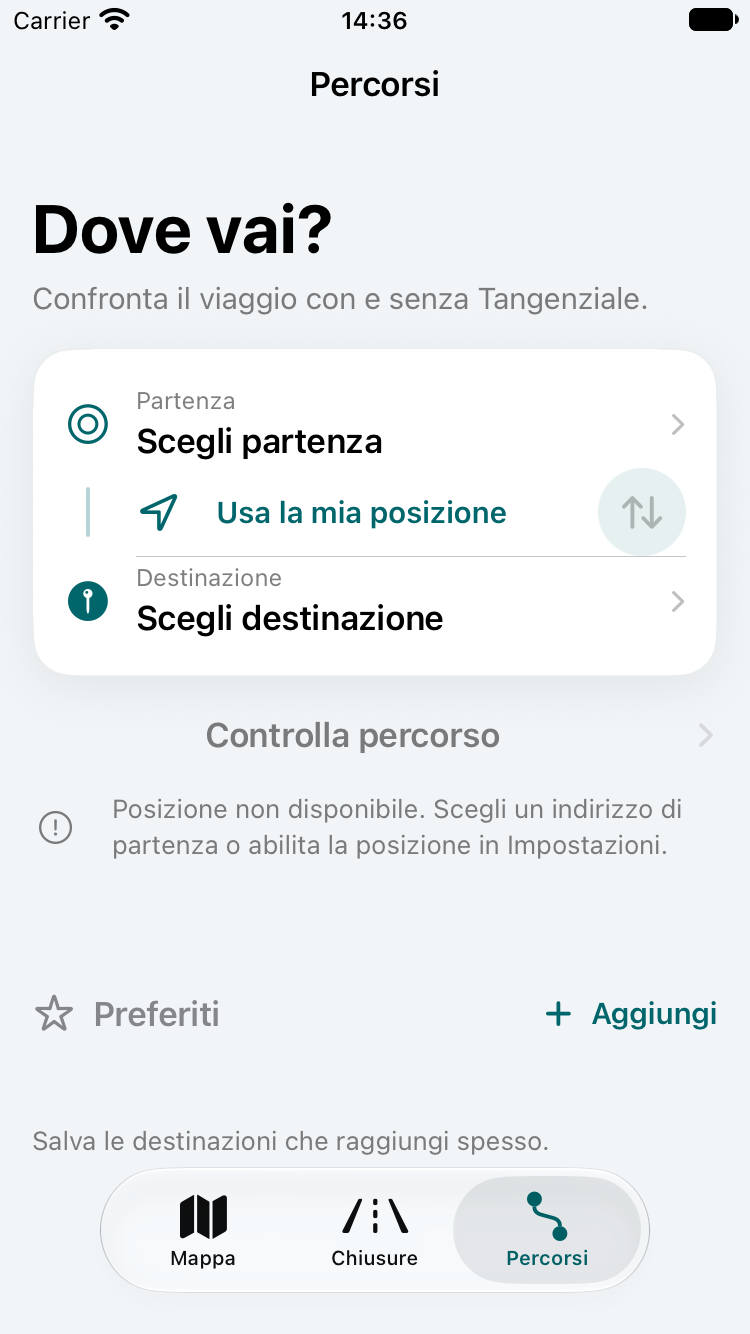 Carrier
14:36
Percorsi
Dove vai?
Confronta il viaggio con e senza Tangenziale.
Partenza
Scegli partenza
Usa la mia posizione
Destinazione
Scegli destinazione
Controlla percorso
Posizione non disponibile. Scegli un indirizzo di
partenza o abilita la posizione in Impostazioni.
Preferiti
Aggiungi
Salva le destinazioni che raggiungi spesso.
Mappa
Chiusure
Percorsi